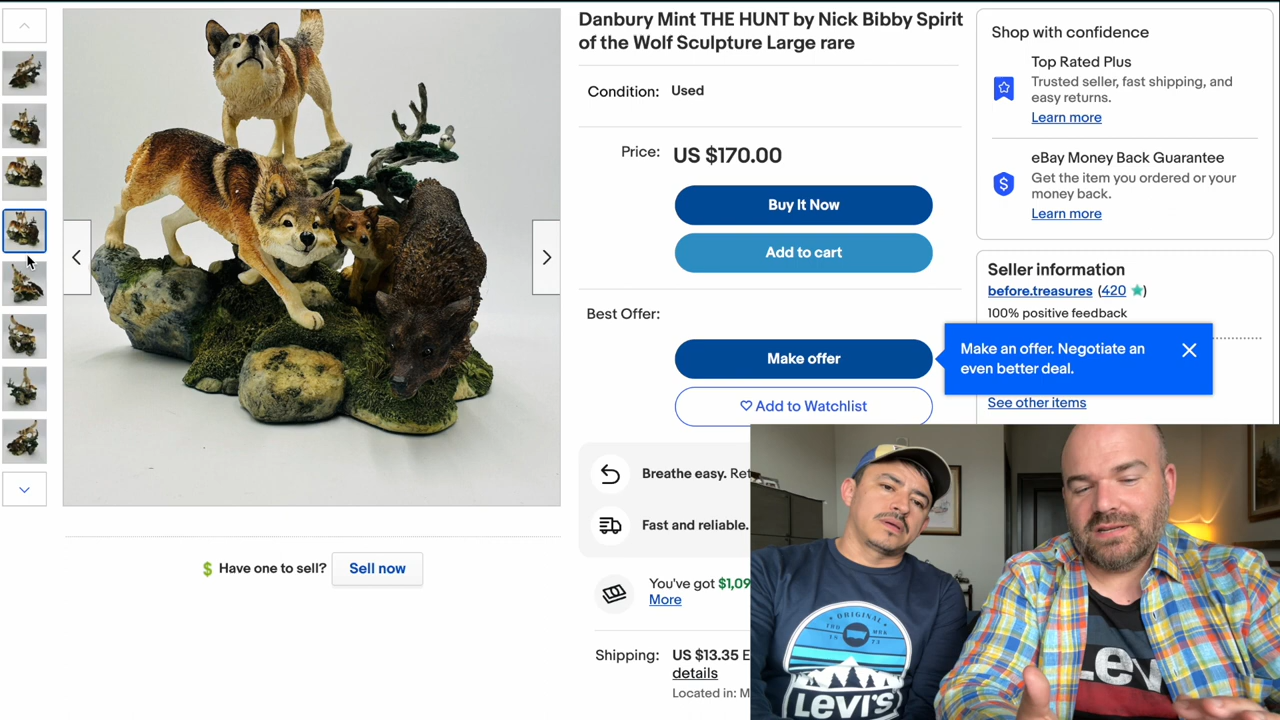 Danbury Mint THE HUNT by Nick Bibby Spirit
of the Wolf Sculpture Large rare
Condition: Used
Price: US $170.00
Buy It Now
Add to cart
Best Offer:
Make offer
Add to Watchlist
Breathe easy. Ret
Fast and reliable.
You've got $1,09
More
Shipping: US $13.35 E
details
Located in: M
Have one to sell? Sell now
Shop with confidence
Top Rated Plus
Trusted seller, fast shipping, and
easy returns.
Learn more
eBay Money Back Guarantee
Get the item you ordered or your
money back.
Learn more
Seller information
before.treasures (420)
100% positive feedback
Make an offer. Negotiate an
even better deal.
See other items
ORIGINAL
LEVI'S
Lev